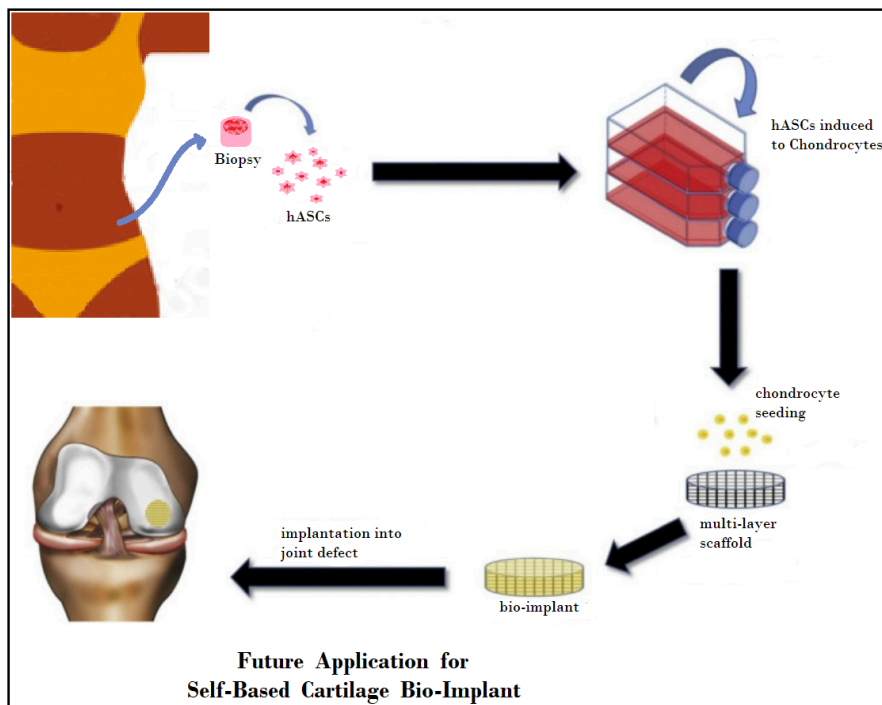 Biopsy
hASCs
hASCs induced
to Chondrocytes
chondrocyte
seeding
multi-layer
scaffold
bio-implant
implantation into
joint defect
Future Application for
Self-Based Cartilage Bio-Implant